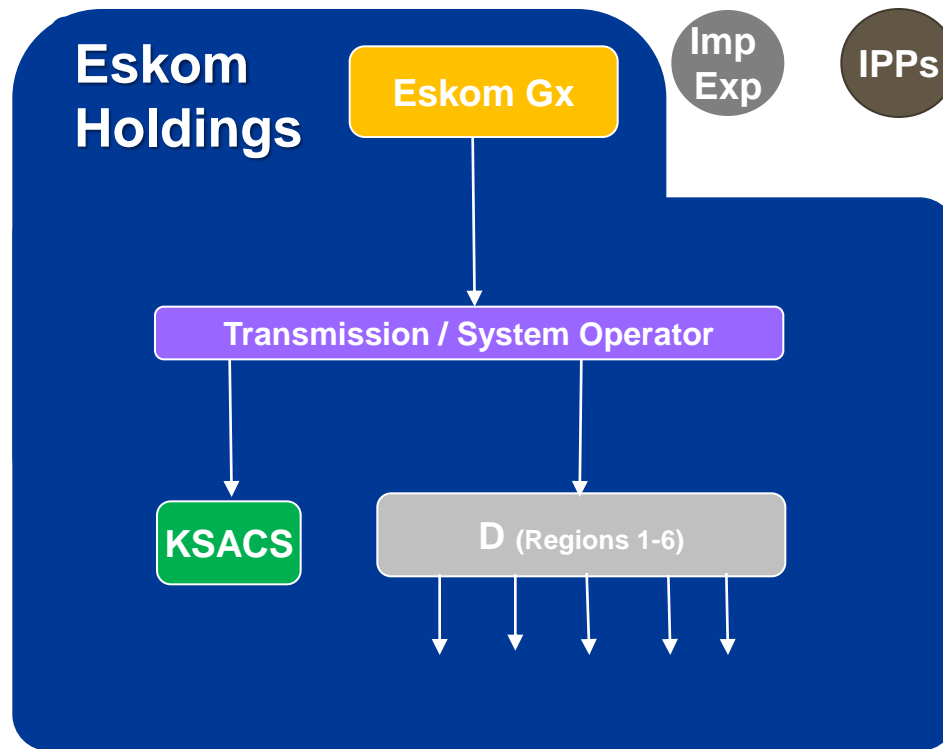 Eskom
Holdings
Eskom Gx
Imp
Exp
IPPs
Transmission / System Operator
KSACS
D (Regions 1-6)